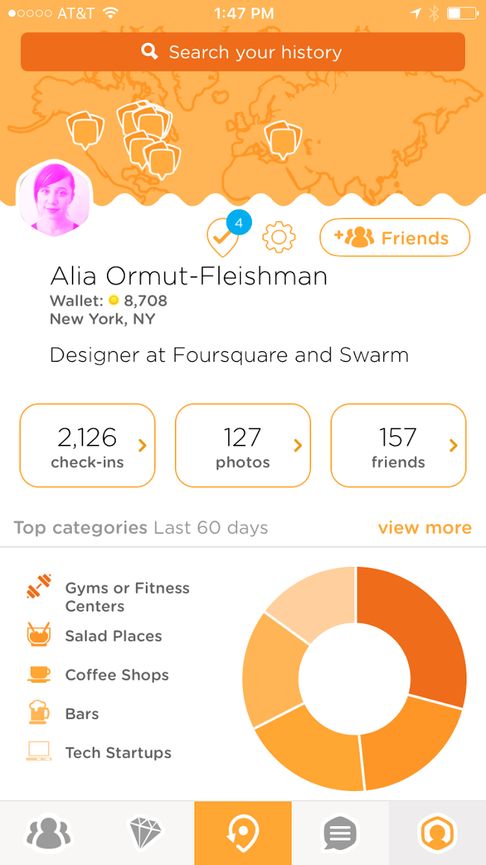 AT&T 1:47 PM
Search your history
4
Friends
Alia Ormut-Fleishman
Wallet: 8,708
New York, NY
Designer at Foursquare and Swarm
2,126 127 157
check-ins photos friends
Top categories Last 60 days view more
Gyms or Fitness
Centers
Salad Places
Coffee Shops
Bars
Tech Startups